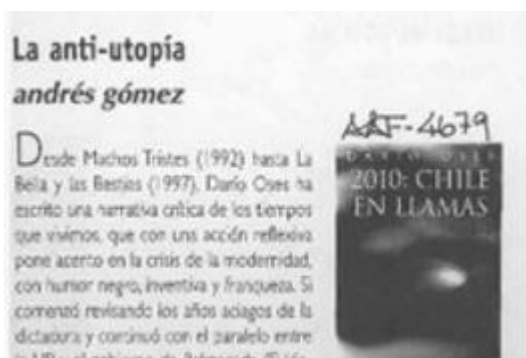 La anti-utopía
andrés gómez
AAF-4679
DARIO OSES
2010: CHILE
EN LLAMAS
Desde Machos Tristes (1992) hasta La
Bella y las Bestias (1997), Darío Oses ha
escrito una narrativa crítica de los tiempos
que vivimos, que con una acción reflexiva
pone acento en la crisis de la modernidad,
con humor negro, inventiva y franqueza. Si
comenzó revisando los años aciagos de la
dictadura y continuó con el paralelo entre